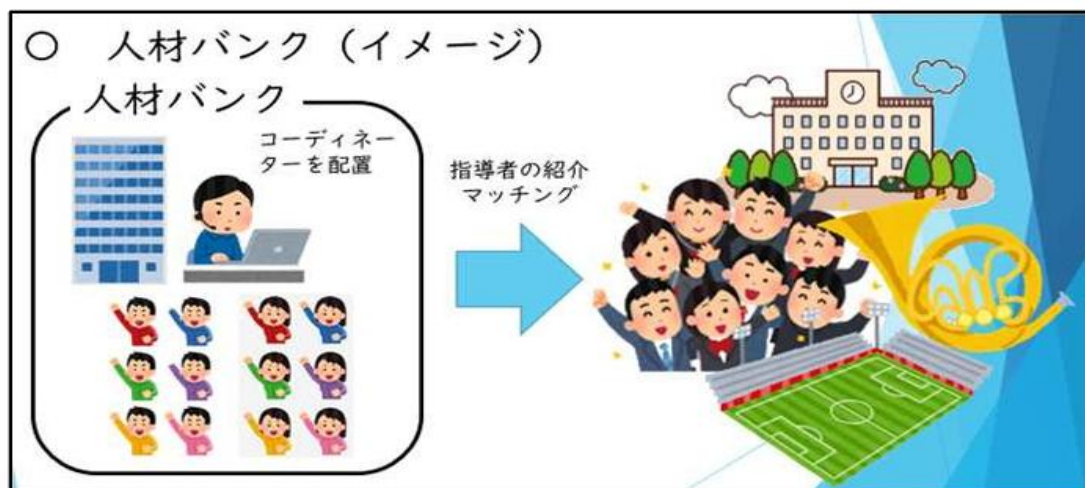 ○　人材バンク（イメージ）
人材バンク
コーディネー
ターを配置
指導者の紹介
マッチング